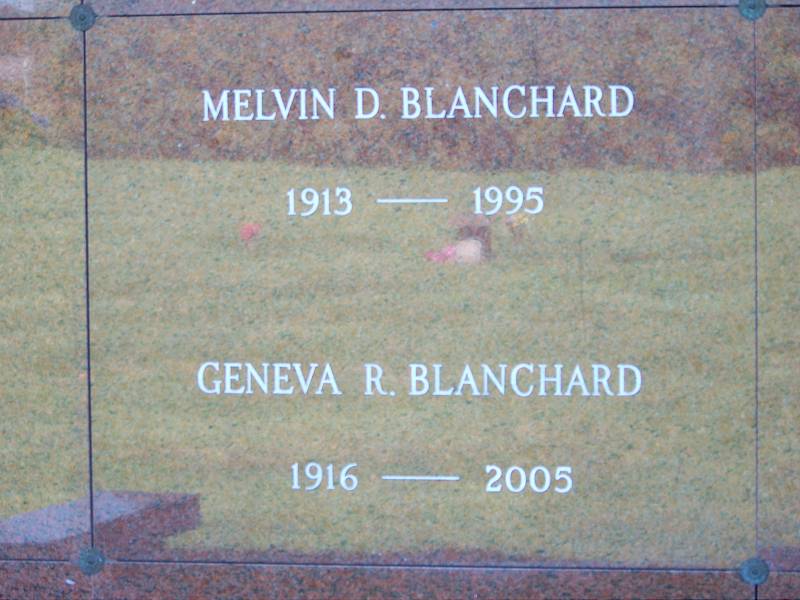 MELVIN D. BLANCHARD
1913 — 1995
GENEVA R. BLANCHARD
1916 — 2005